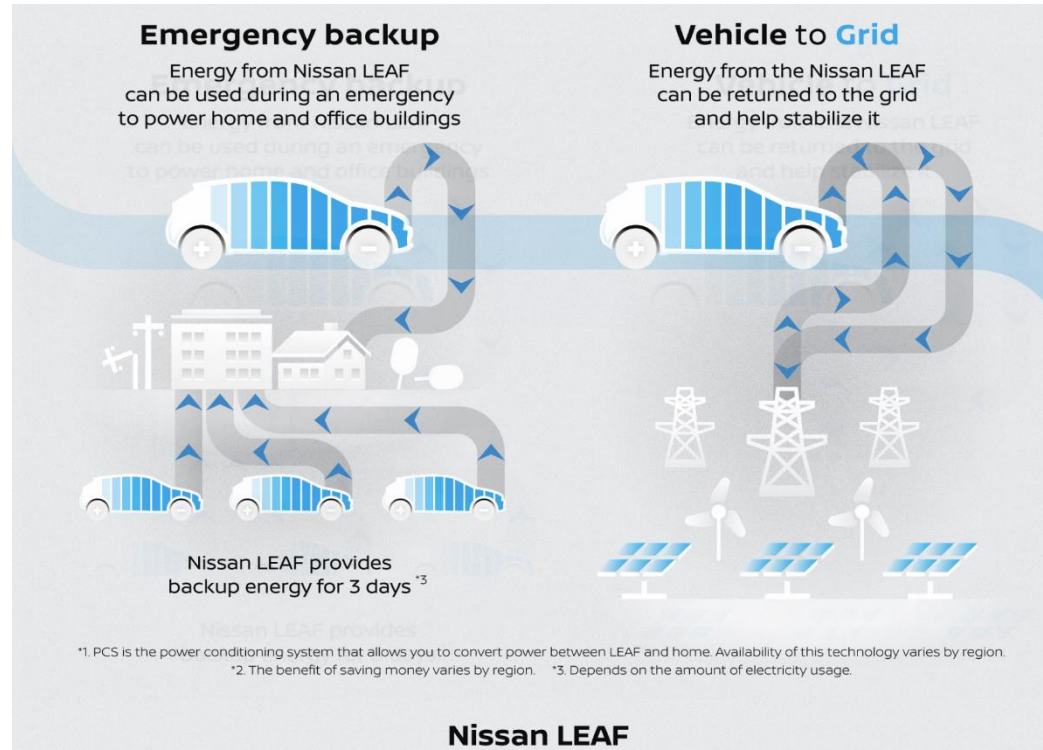 Emergency backup
Energy from Nissan LEAF
can be used during an emergency
to power home and office buildings
Vehicle to Grid
Energy from the Nissan LEAF
can be returned to the grid
and help stabilize it
Nissan LEAF provides
backup energy for 3 days *3
*1. PCS is the power conditioning system that allows you to convert power between LEAF and home. Availability of this technology varies by region.
*2. The benefit of saving money varies by region. *3. Depends on the amount of electricity usage.
Nissan LEAF